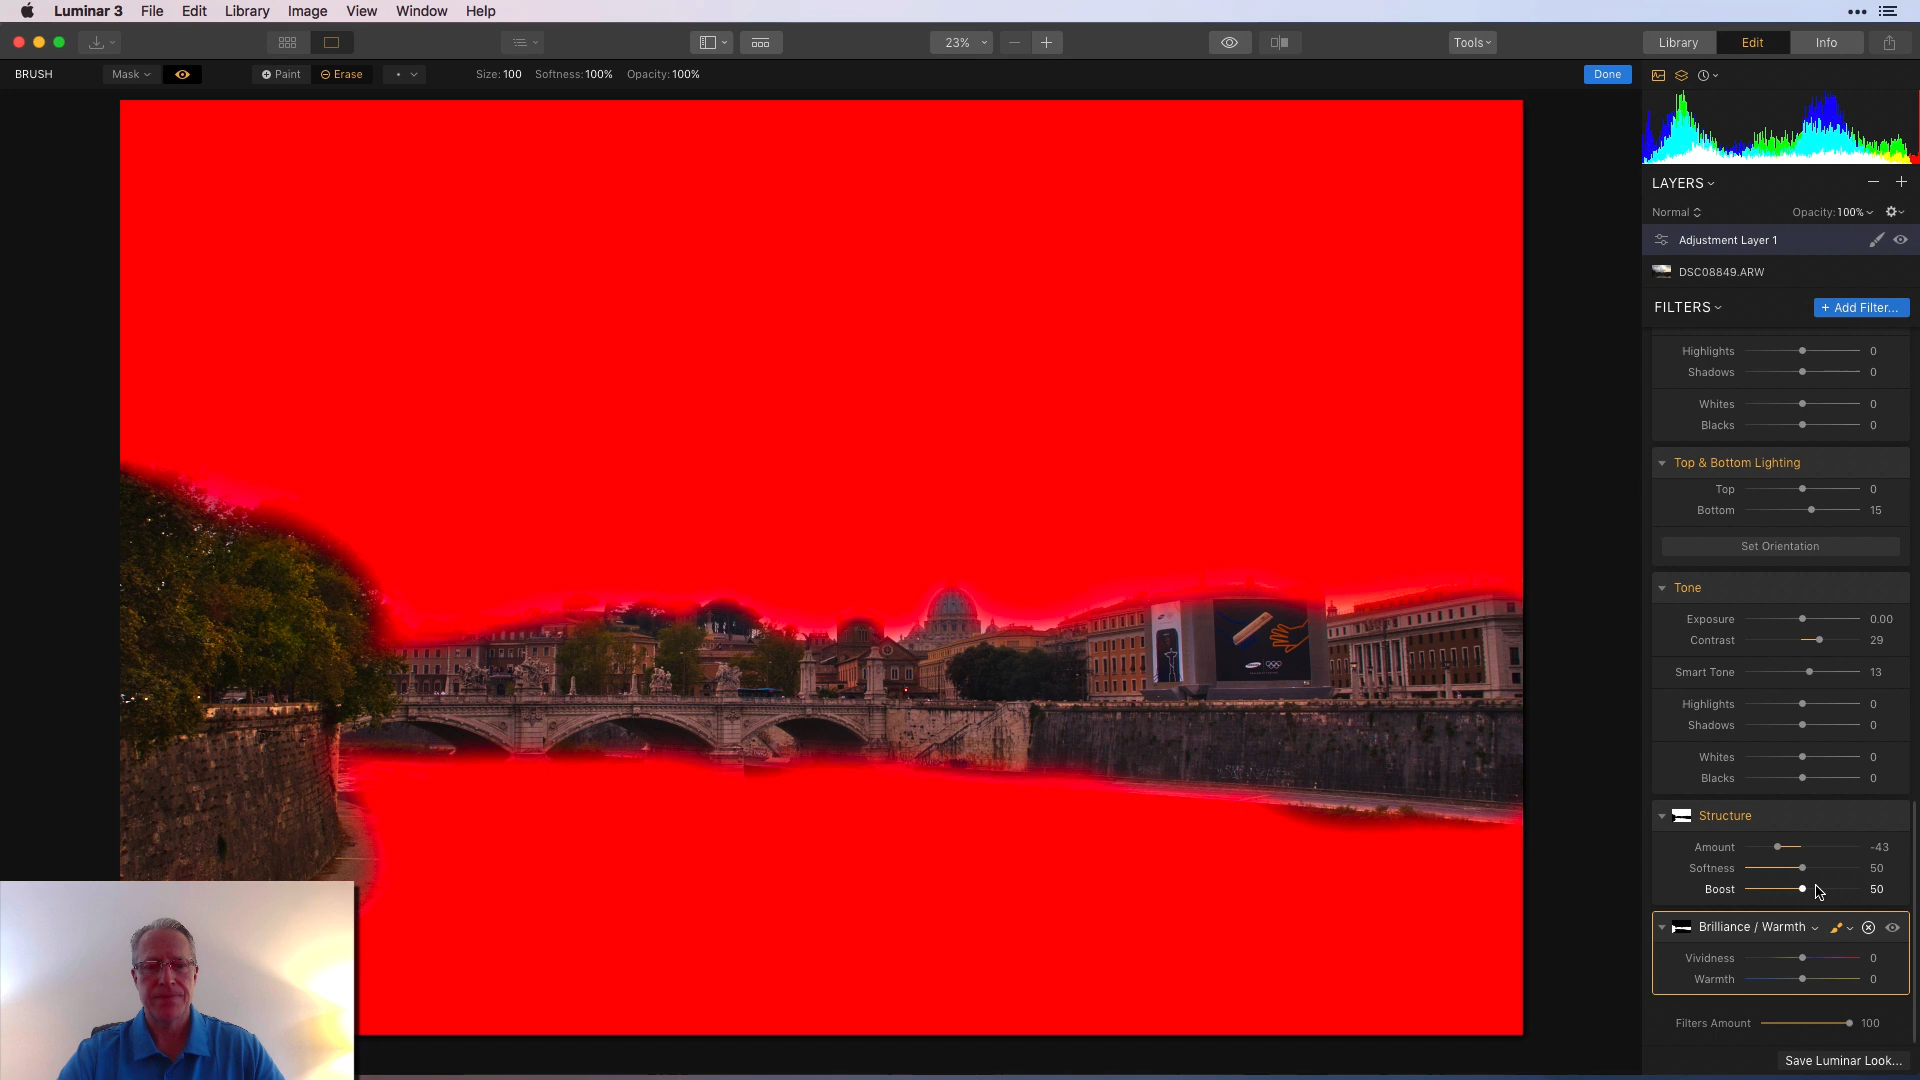 Luminar 3 File Edit Library Image View Window Help
23% Tools Library Edit Info
BRUSH Mask Paint Erase Size: 100 Softness: 100% Opacity: 100% Done
LAYERS
Normal Opacity: 100%
Adjustment Layer 1
DSC08849.ARW
FILTERS + Add Filter...
Highlights 0
Shadows 0
Whites 0
Blacks 0
Top & Bottom Lighting
Top 0
Bottom 15
Set Orientation
Tone
Exposure 0.00
Contrast 29
Smart Tone 13
Highlights 0
Shadows 0
Whites 0
Blacks 0
Structure
Amount -43
Softness 50
Boost 50
Brilliance / Warmth
Vividness 0
Warmth 0
Filters Amount 100
Save Luminar Look...